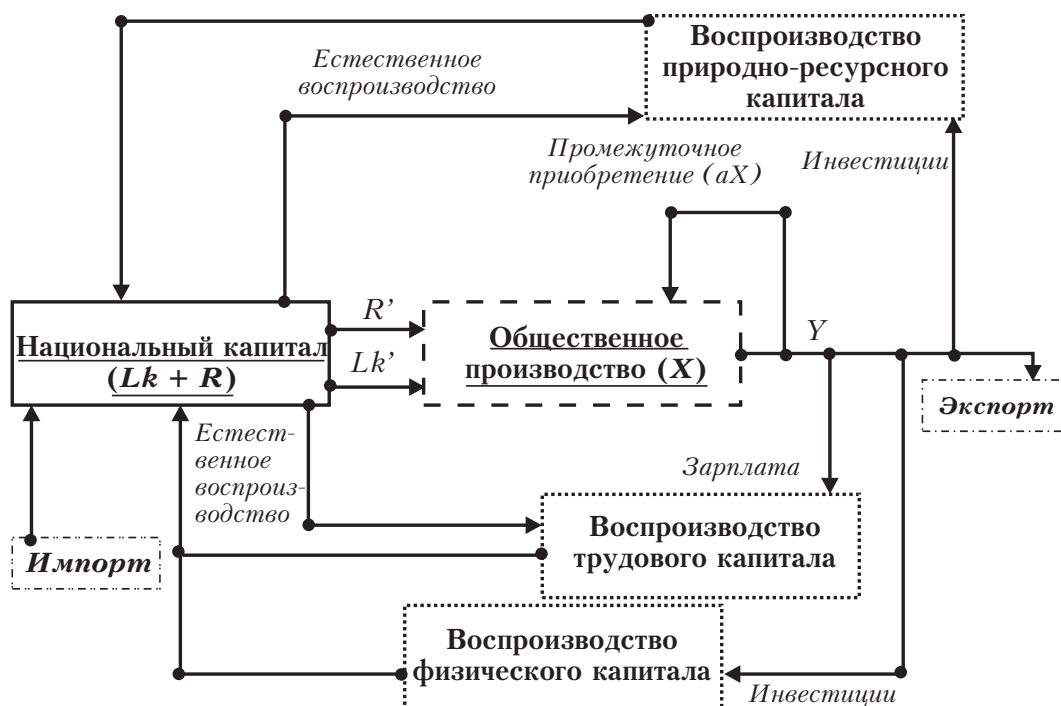 Воспроизводство
природно-ресурсного
капитала
Естественное
воспроизводство
Промежуточное
приобретение (aX)
Инвестиции
Национальный капитал
(Lk + R)
R’
Lk’
Общественное
производство (X)
Y
Экспорт
Естест-
венное
воспроиз-
водство
Зарплата
Импорт
Воспроизводство
трудового капитала
Воспроизводство
физического капитала
Инвестиции